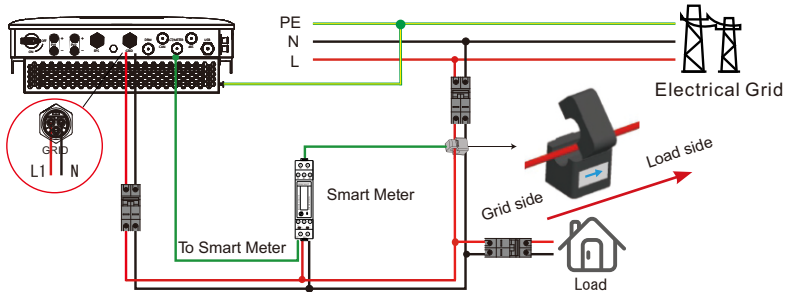 PE
N
L
Electrical Grid
GRID
L1
N
Smart Meter
To Smart Meter
Grid side
Load side
Load